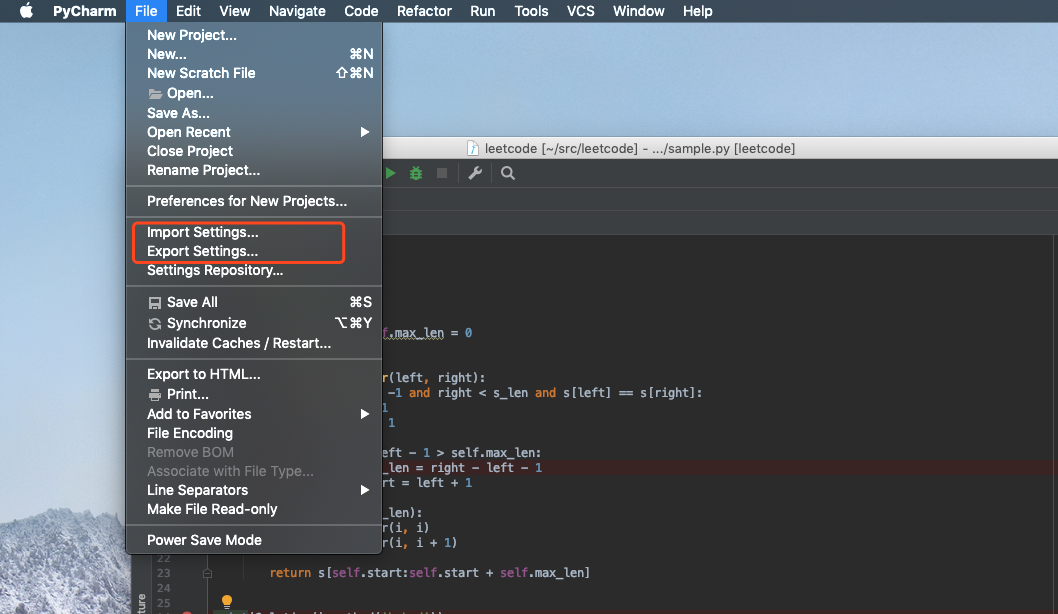 PyCharm File Edit View Navigate Code Refactor Run Tools VCS Window Help
New Project...
New... ⌘N
New Scratch File ⇧⌘N
Open...
Save As...
Open Recent
Close Project
Rename Project...
Preferences for New Projects...
Import Settings...
Export Settings...
Settings Repository...
Save All ⌘S
Synchronize ⌥⌘Y
Invalidate Caches / Restart...
Export to HTML...
Print...
Add to Favorites
File Encoding
Remove BOM
Associate with File Type...
Line Separators
Make File Read-only
Power Save Mode
leetcode [~/src/leetcode] - .../sample.py [leetcode]
f.max_len = 0
r(left, right):
-1 and right < s_len and s[left] == s[right]:
1
1
eft - 1 > self.max_len:
_len = right - left - 1
rt = left + 1
_len):
r(i, i)
r(i, i + 1)
22
23 return s[self.start:self.start + self.max_len]
24
25
ture